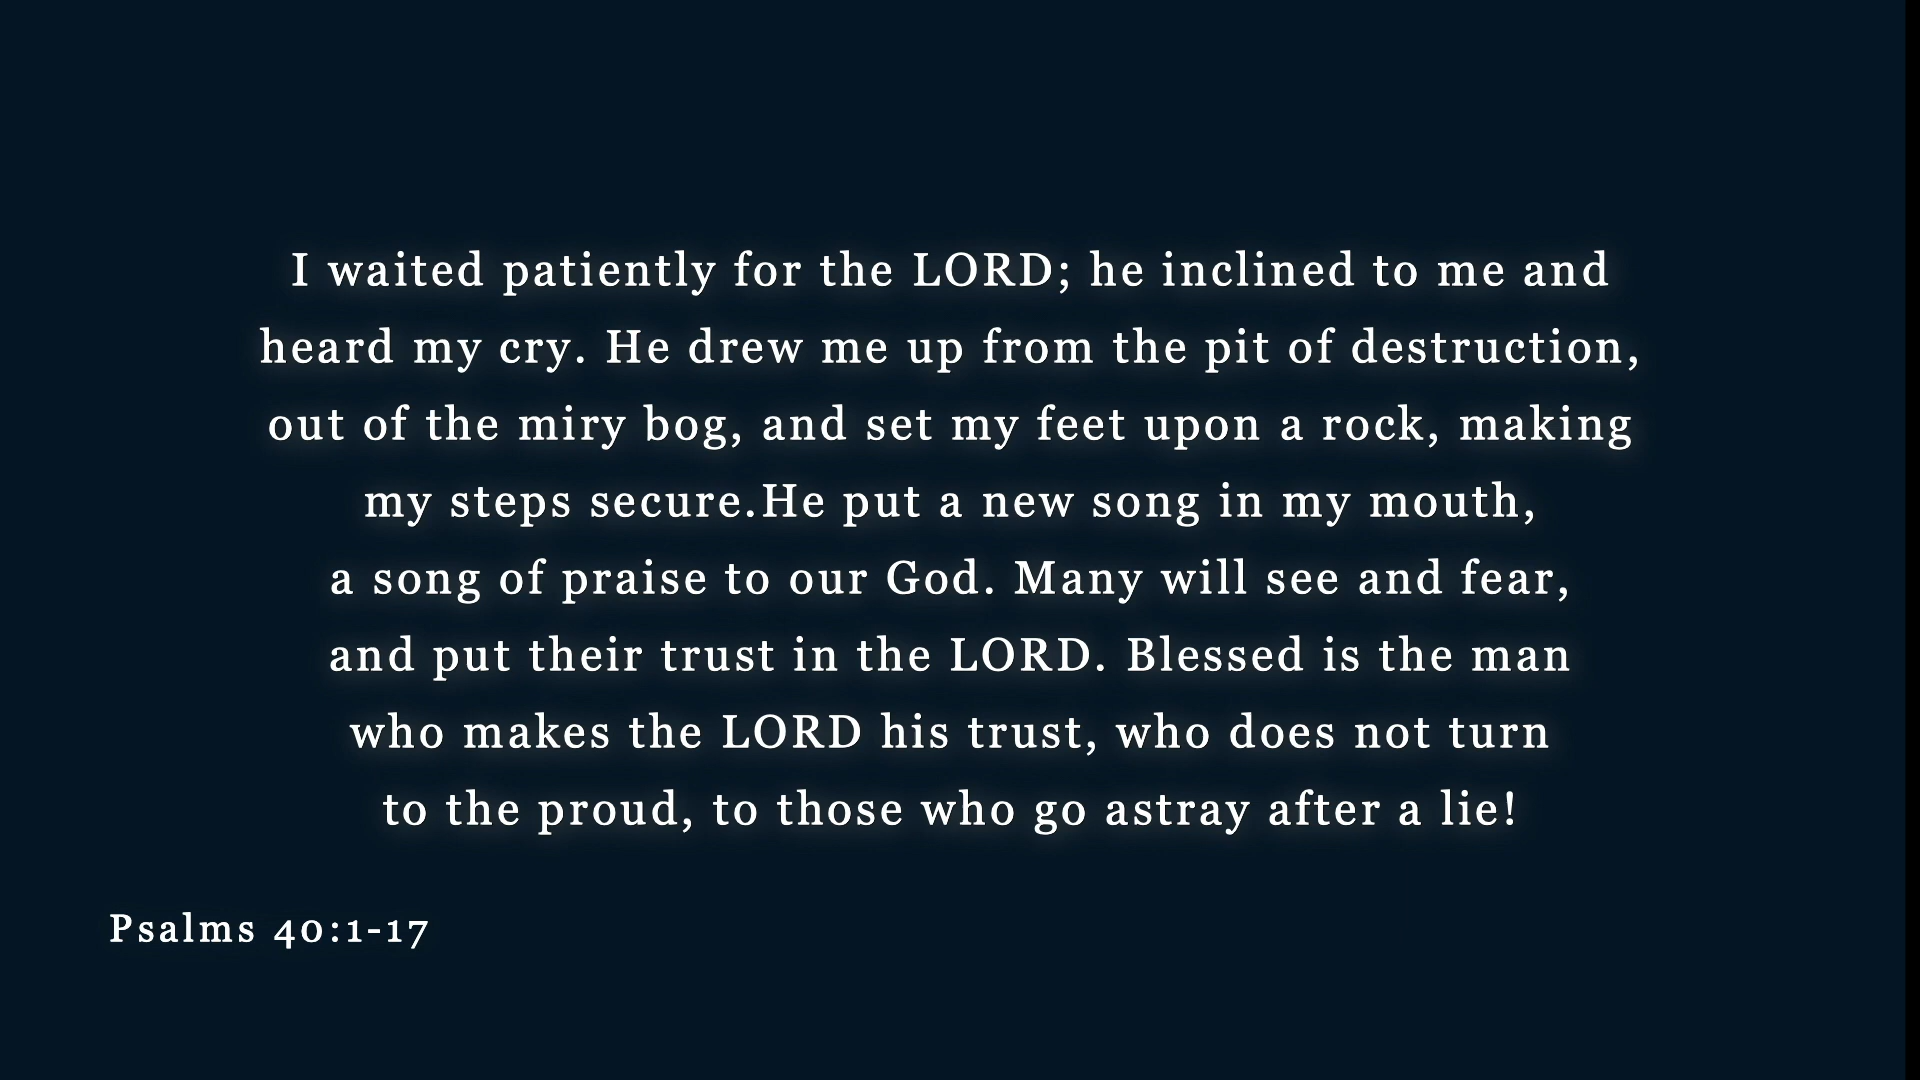 I waited patiently for the LORD; he inclined to me and
heard my cry. He drew me up from the pit of destruction,
out of the miry bog, and set my feet upon a rock, making
my steps secure.He put a new song in my mouth,
a song of praise to our God. Many will see and fear,
and put their trust in the LORD. Blessed is the man
who makes the LORD his trust, who does not turn
to the proud, to those who go astray after a lie!
Psalms 40:1-17